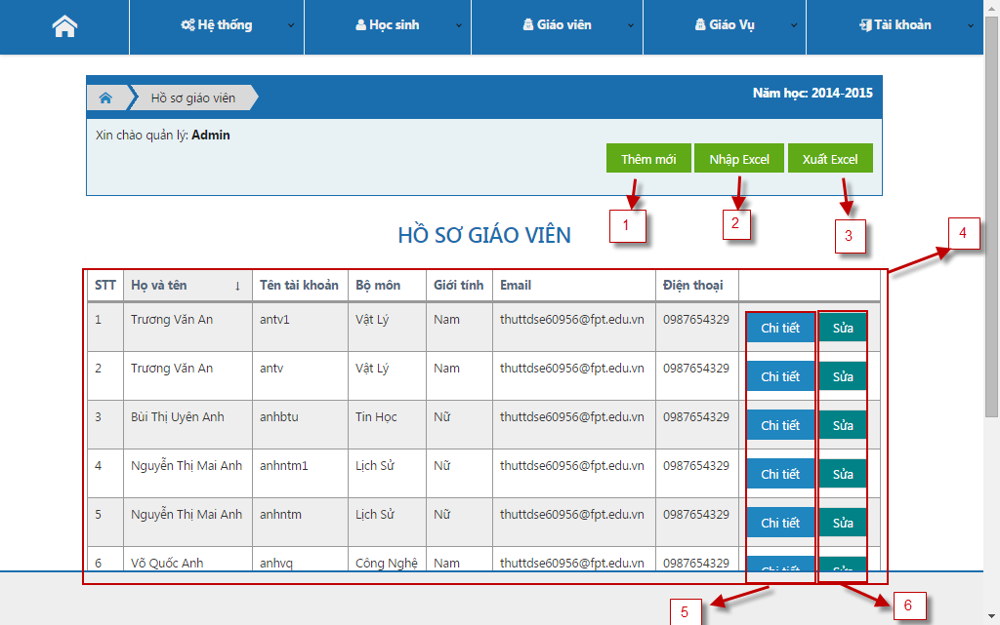 Hệ thống Học sinh Giáo viên Giáo Vụ Tài khoản
Hồ sơ giáo viên Năm học: 2014-2015
Xin chào quản lý: Admin
Thêm mới Nhập Excel Xuất Excel
1 2 3 4
HỒ SƠ GIÁO VIÊN
STT Họ và tên ↓ Tên tài khoản Bộ môn Giới tính Email Điện thoại
1 Trương Văn An antv1 Vật Lý Nam thuttdse60956@fpt.edu.vn 0987654329 Chi tiết Sửa
2 Trương Văn An antv Vật Lý Nam thuttdse60956@fpt.edu.vn 0987654329 Chi tiết Sửa
3 Bùi Thị Uyên Anh anhbtu Tin Học Nữ thuttdse60956@fpt.edu.vn 0987654329 Chi tiết Sửa
4 Nguyễn Thị Mai Anh anhntm1 Lịch Sử Nữ thuttdse60956@fpt.edu.vn 0987654329 Chi tiết Sửa
5 Nguyễn Thị Mai Anh anhntm Lịch Sử Nữ thuttdse60956@fpt.edu.vn 0987654329 Chi tiết Sửa
6 Võ Quốc Anh anhvq Công Nghệ Nam thuttdse60956@fpt.edu.vn 0987654329 Chi tiết Sửa
5 6